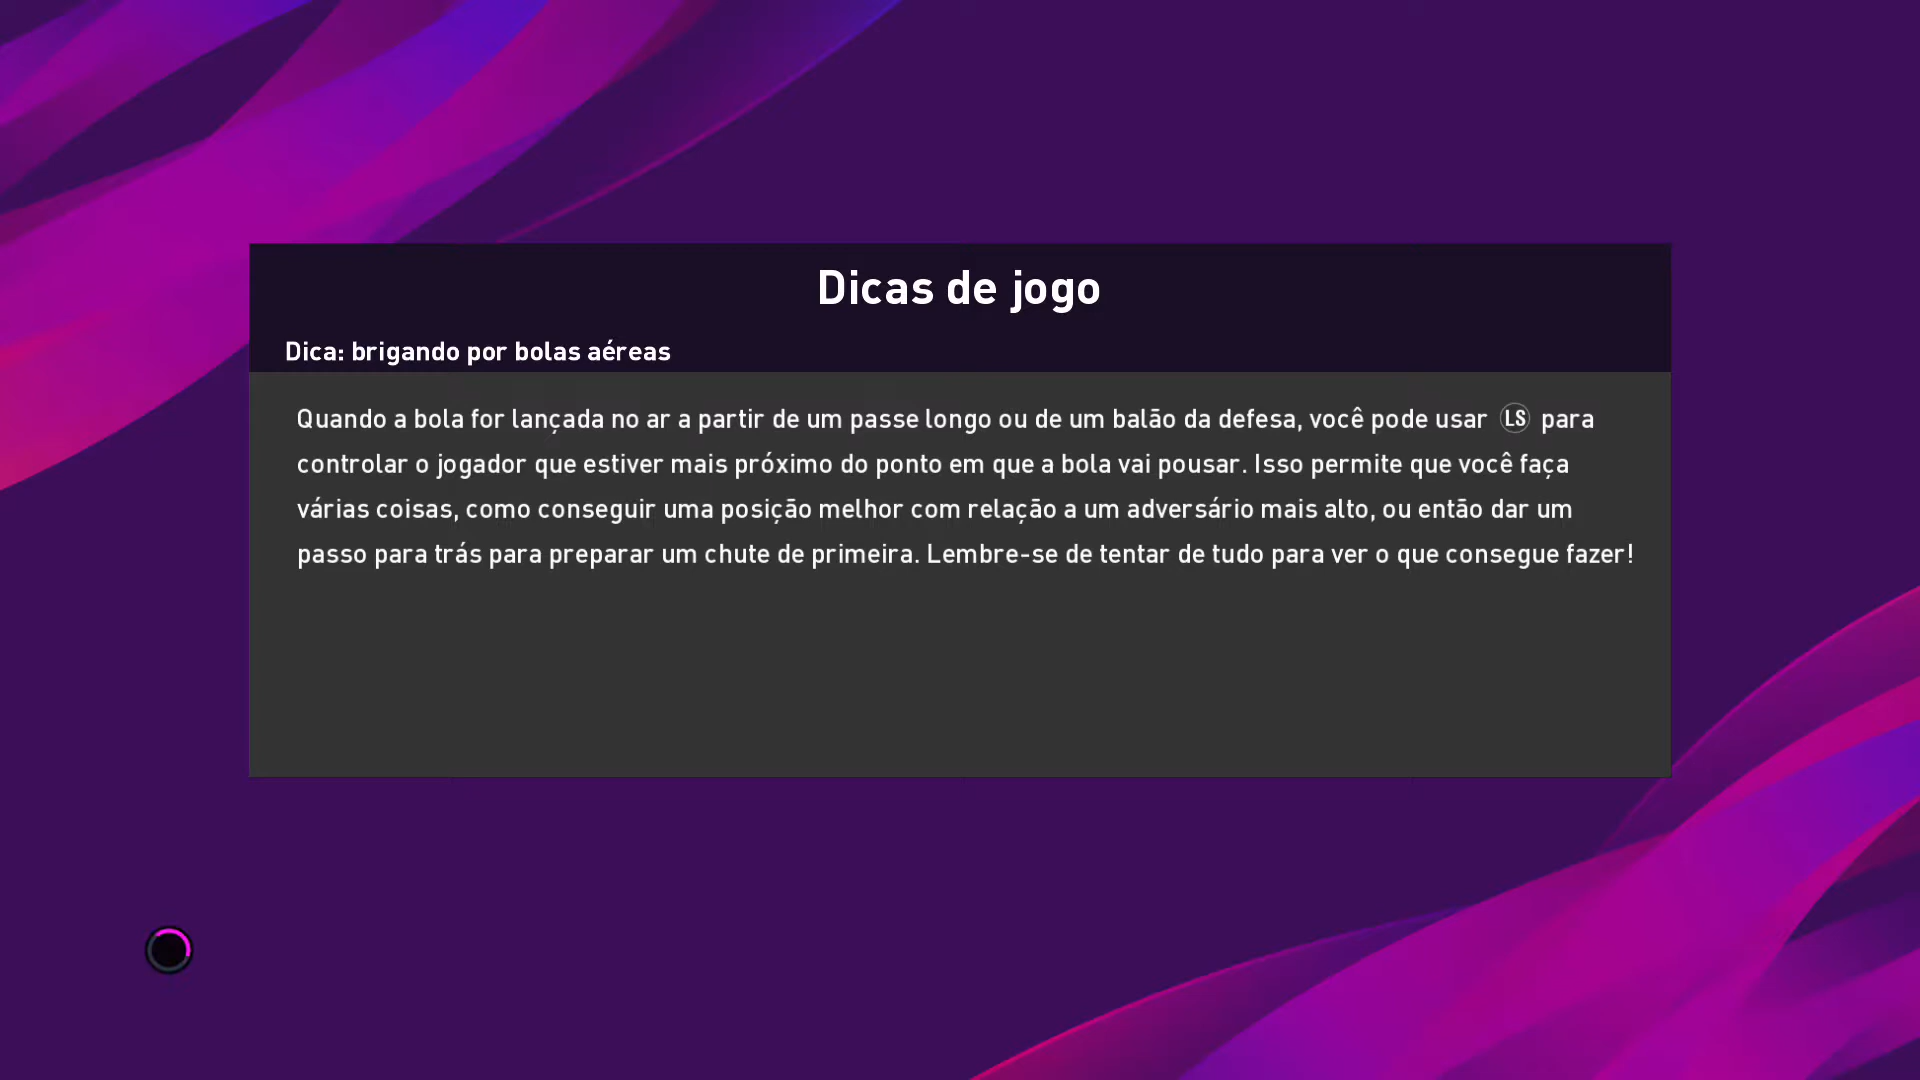 Dicas de jogo
Dica: brigando por bolas aéreas
Quando a bola for lançada no ar a partir de um passe longo ou de um balão da defesa, você pode usar LS para
controlar o jogador que estiver mais próximo do ponto em que a bola vai pousar. Isso permite que você faça
várias coisas, como conseguir uma posição melhor com relação a um adversário mais alto, ou então dar um
passo para trás para preparar um chute de primeira. Lembre-se de tentar de tudo para ver o que consegue fazer!